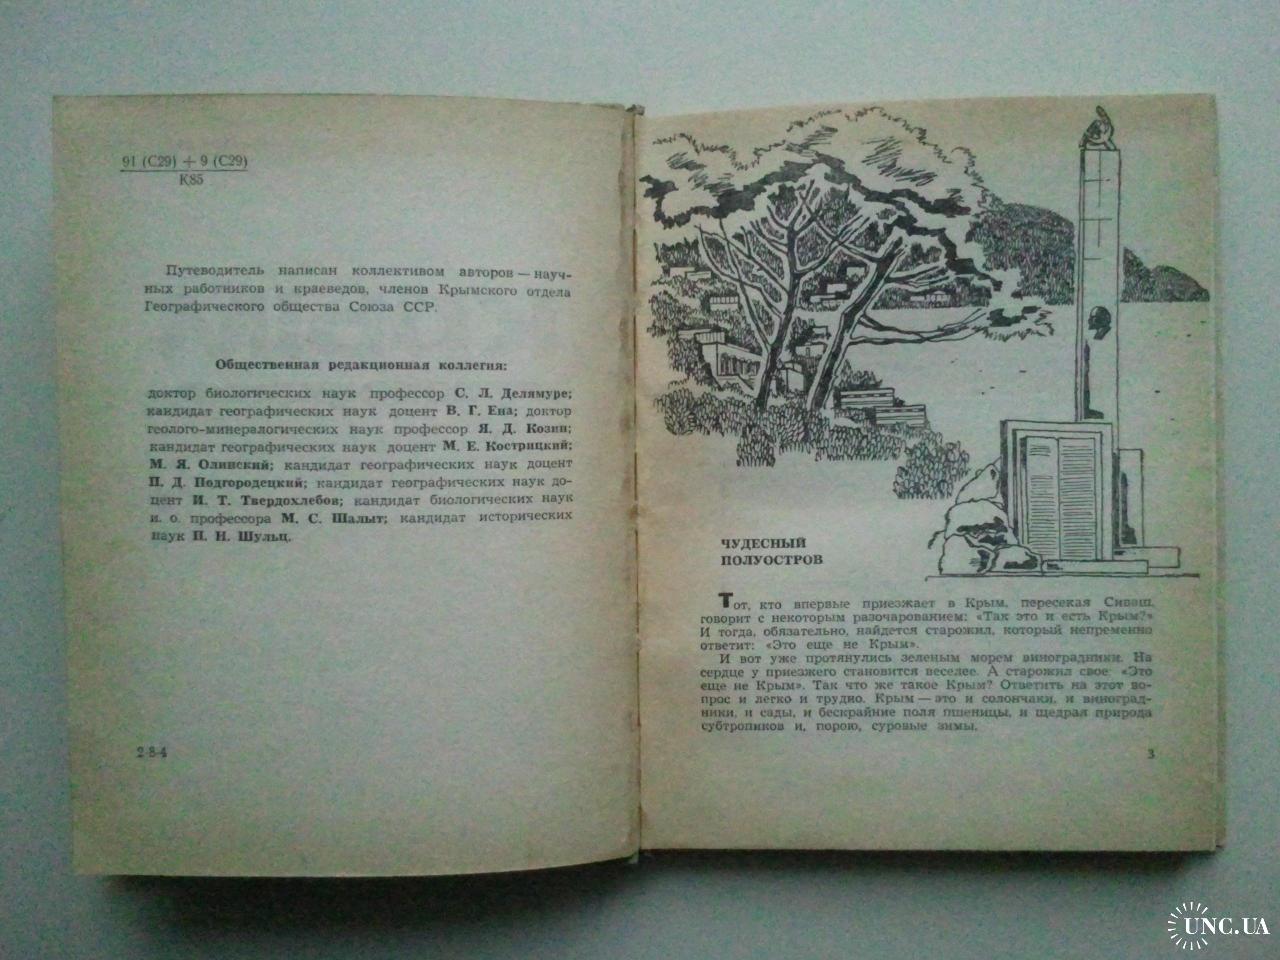 91 (С29) + 9 (С29)
К85
Путеводитель написан коллективом авторов — науч-
ных работников и краеведов, членов Крымского отдела
Географического общества Союза ССР.
Общественная редакционная коллегия:
доктор биологических наук профессор С. Л. Делямуре;
кандидат географических наук доцент В. Г. Ена; доктор
геолого-минералогических наук профессор Я. Д. Козин;
кандидат географических наук доцент М. Е. Кострицкий;
М. Я. Олинский; кандидат географических наук доцент
П. Д. Подгородецкий; кандидат географических наук до-
цент И. Т. Твердохлебов; кандидат биологических наук
и. о. профессора М. С. Шалыт; кандидат исторических
наук П. Н. Шульц.
2-8-4
ЧУДЕСНЫЙ
ПОЛУОСТРОВ
Тот, кто впервые приезжает в Крым, пересекая Сиваш,
говорит с некоторым разочарованием: «Так это и есть Крым?»
И тогда, обязательно, найдется старожил, который непременно
ответит: «Это еще не Крым».
И вот уже протянулись зеленым морем виноградники. На
сердце у приезжего становится веселее. А старожил свое: «Это
еще не Крым». Так что же такое Крым? Ответить на этот во-
прос и легко и трудно. Крым — это и солончаки, и виноград-
ники, и сады, и бескрайние поля пшеницы, и щедрая природа
субтропиков и, порою, суровые зимы.
3
UNC.UA